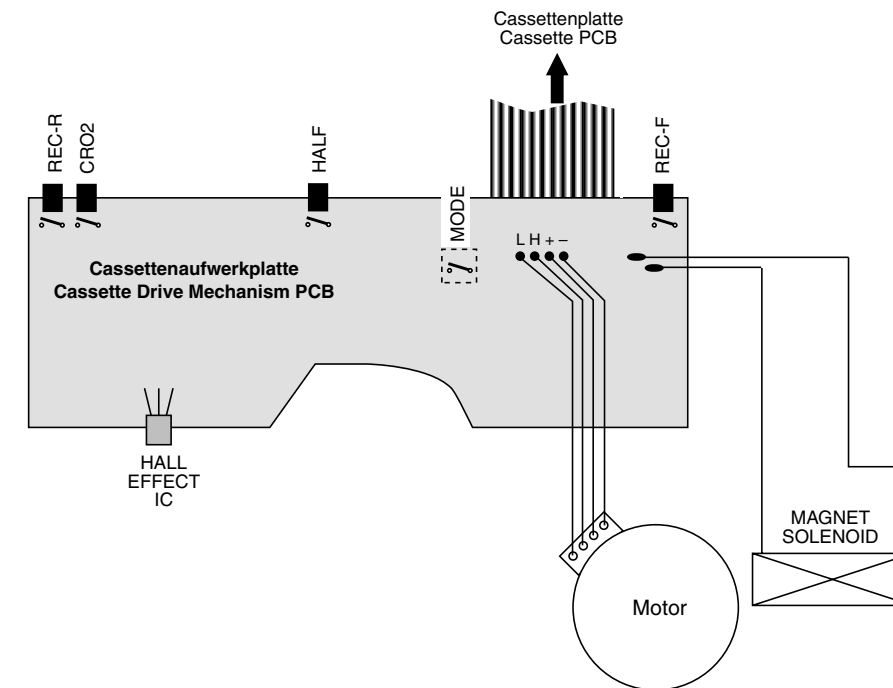 Cassettenplatte
Cassette PCB
REC-R
CRO2
HALF
MODE
REC-F
L H + –
Cassettenaufwerkplatte
Cassette Drive Mechanism PCB
HALL
EFFECT
IC
MAGNET
SOLENOID
Motor